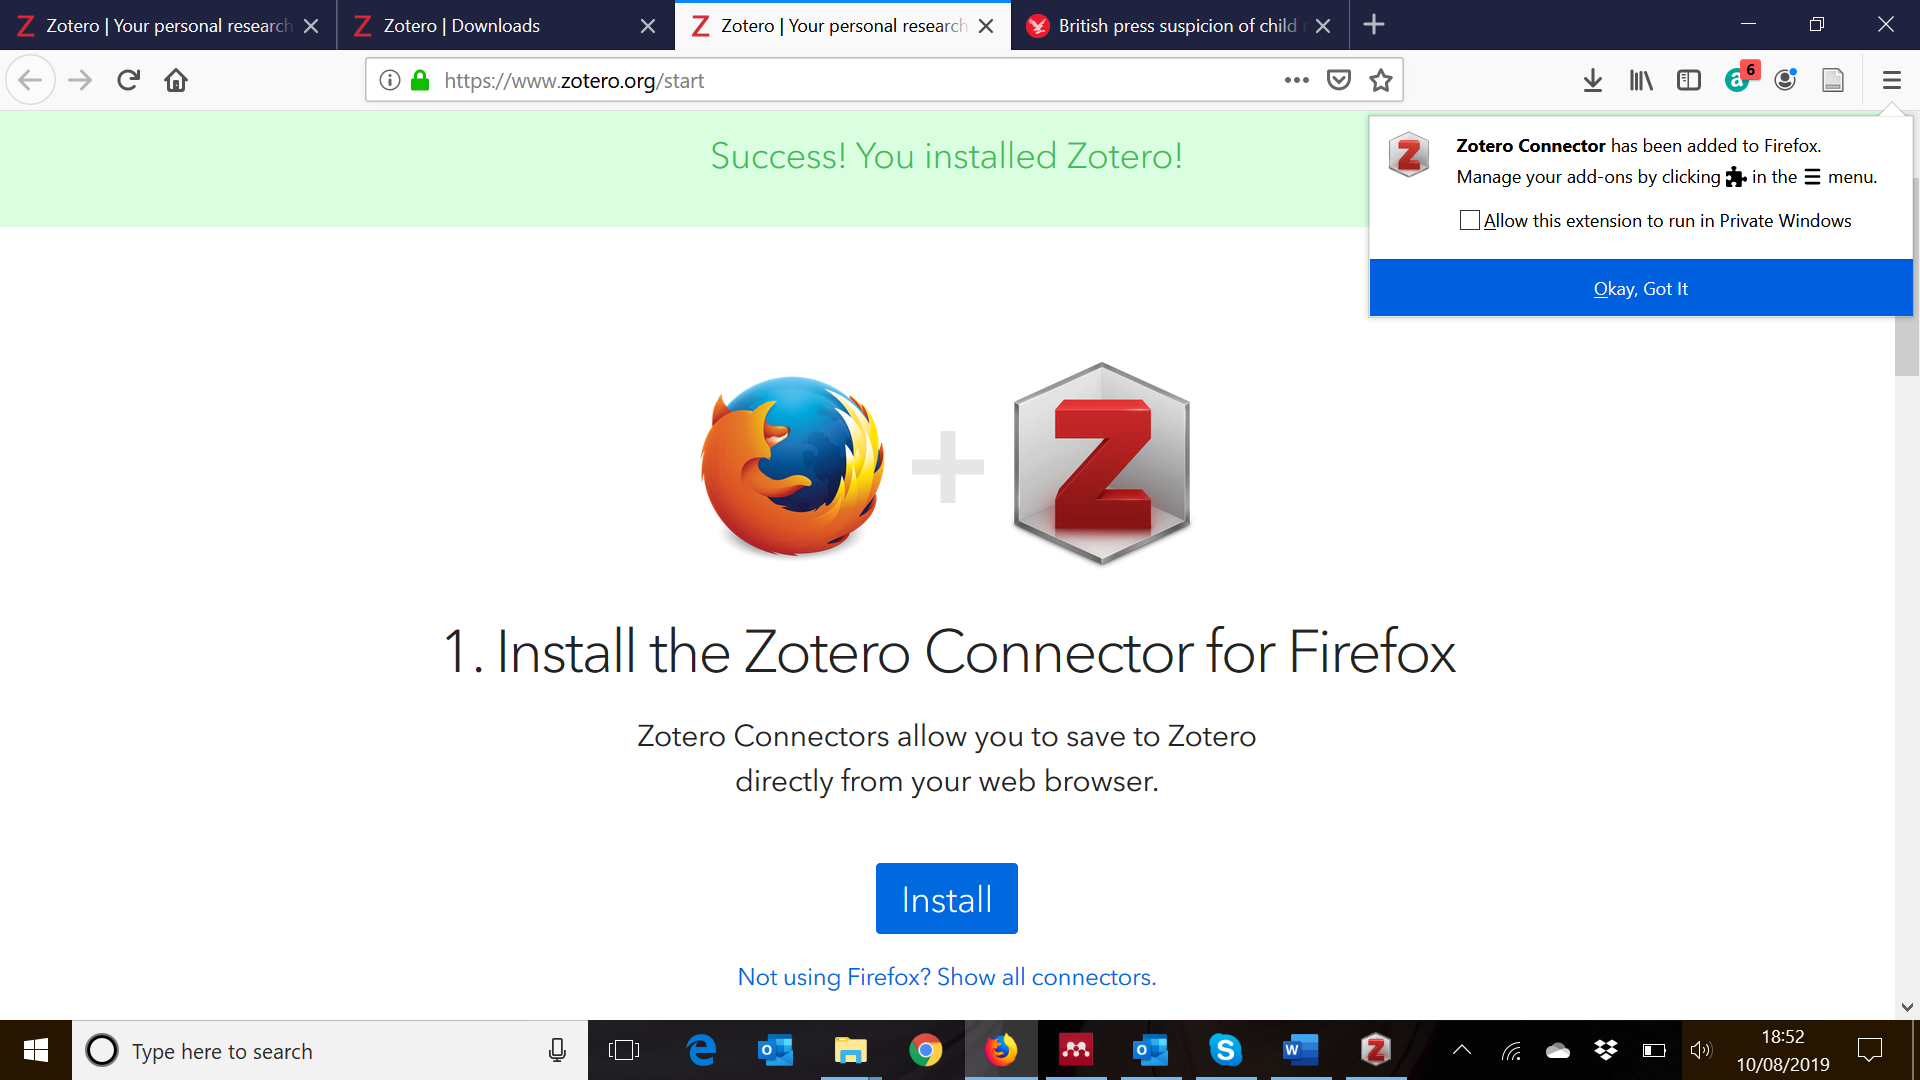 Zotero | Your personal research
Zotero | Downloads
Zotero | Your personal research
British press suspicion of child
https://www.zotero.org/start
6
Success! You installed Zotero!
Zotero Connector has been added to Firefox.
Manage your add-ons by clicking in the menu.
Allow this extension to run in Private Windows
Okay, Got It
1. Install the Zotero Connector for Firefox
Zotero Connectors allow you to save to Zotero
directly from your web browser.
Install
Not using Firefox? Show all connectors.
Type here to search
18:52
10/08/2019